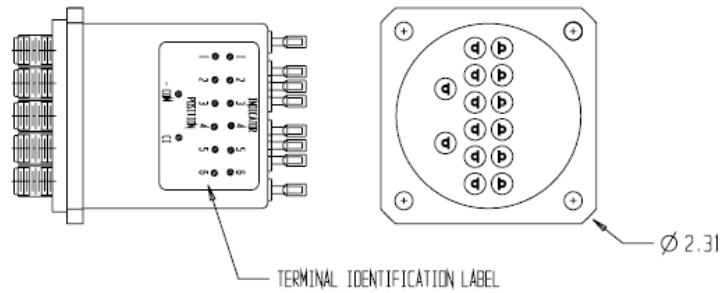 1 1
2 2
3 3
4 4
5 5
6 6
- COM
CC
POSITION
INDICATOR
Ø 2.31
TERMINAL IDENTIFICATION LABEL